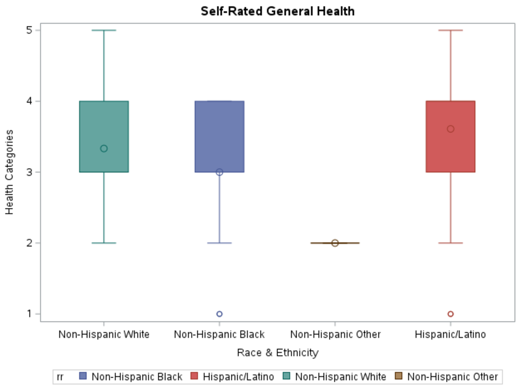 Self-Rated General Health
Health Categories
5
4
3
2
1
Non-Hispanic White
Non-Hispanic Black
Non-Hispanic Other
Hispanic/Latino
Race & Ethnicity
rr Non-Hispanic Black Hispanic/Latino Non-Hispanic White Non-Hispanic Other